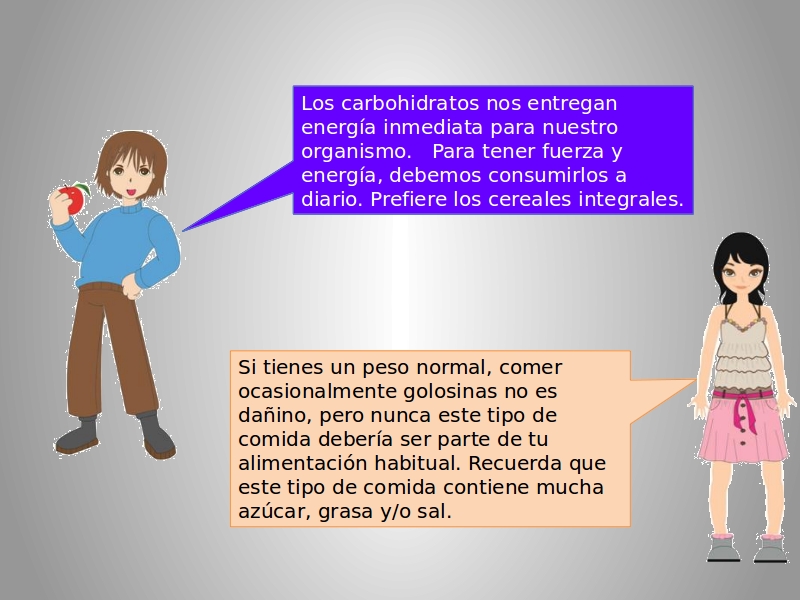 Los carbohidratos nos entregan
energía inmediata para nuestro
organismo.   Para tener fuerza y
energía, debemos consumirlos a
diario. Prefiere los cereales integrales.
Si tienes un peso normal, comer
ocasionalmente golosinas no es
dañino, pero nunca este tipo de
comida debería ser parte de tu
alimentación habitual. Recuerda que
este tipo de comida contiene mucha
azúcar, grasa y/o sal.